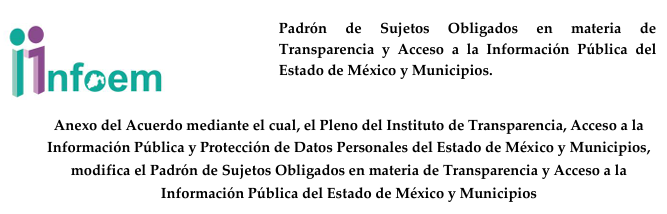 Padrón de Sujetos Obligados en materia de
Transparencia y Acceso a la Información Pública del
Estado de México y Municipios.
infoem
Anexo del Acuerdo mediante el cual, el Pleno del Instituto de Transparencia, Acceso a la
Información Pública y Protección de Datos Personales del Estado de México y Municipios,
modifica el Padrón de Sujetos Obligados en materia de Transparencia y Acceso a la
Información Pública del Estado de México y Municipios